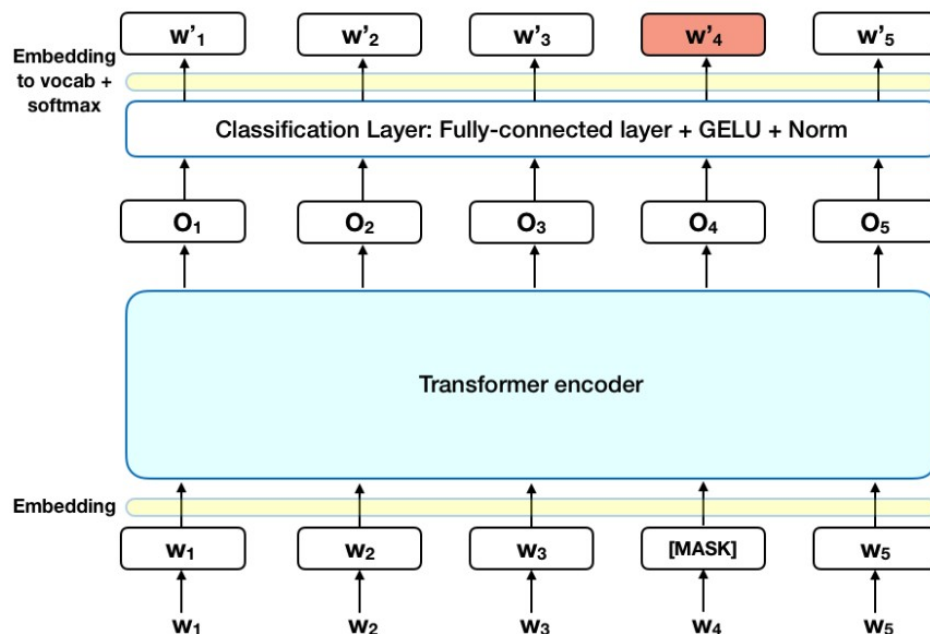 w'₁ w'₂ w'₃ w'₄ w'₅
Embedding
to vocab +
softmax
Classification Layer: Fully-connected layer + GELU + Norm
O₁ O₂ O₃ O₄ O₅
Transformer encoder
Embedding
w₁ w₂ w₃ [MASK] w₅
w₁ w₂ w₃ w₄ w₅